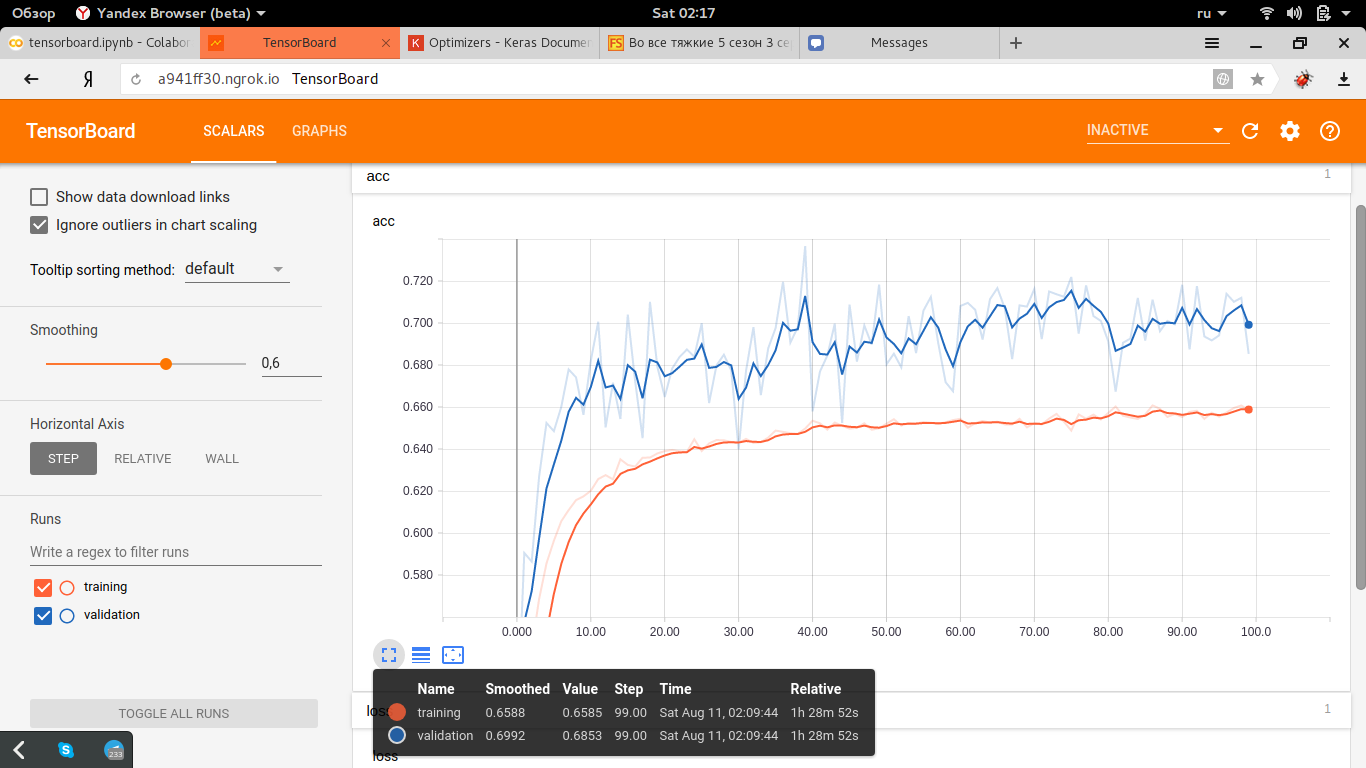 Обзор Yandex Browser (beta) Sat 02:17 ru
tensorboard.ipynb - Colabor TensorBoard Optimizers - Keras Documen Во все тяжкие 5 сезон 3 се Messages
Я a941ff30.ngrok.io TensorBoard
TensorBoard SCALARS GRAPHS INACTIVE
Show data download links
Ignore outliers in chart scaling
Tooltip sorting method: default
Smoothing
0,6
Horizontal Axis
STEP RELATIVE WALL
Runs
Write a regex to filter runs
training
validation
TOGGLE ALL RUNS
233
acc 1
acc
0.720
0.700
0.680
0.660
0.640
0.620
0.600
0.580
0.000 10.00 20.00 30.00 40.00 50.00 60.00 70.00 80.00 90.00 100.0
Name Smoothed Value Step Time Relative
training 0.6588 0.6585 99.00 Sat Aug 11, 02:09:44 1h 28m 52s
validation 0.6992 0.6853 99.00 Sat Aug 11, 02:09:44 1h 28m 52s
loss 1
loss